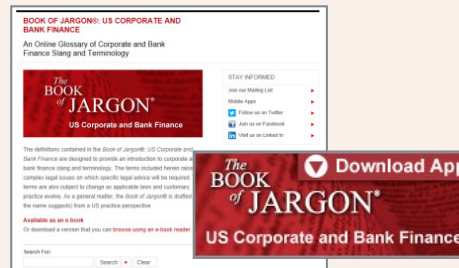 BOOK OF JARGON®: US CORPORATE AND
BANK FINANCE
An Online Glossary of Corporate and Bank
Finance Slang and Terminology
The
BOOK
of JARGON®
US Corporate and Bank Finance
The definitions contained in the Book of Jargon®: US Corporate and
Bank Finance are designed to provide an introduction to corporate a
bank finance slang and terminology. The terms included herein raise
complex legal issues on which specific legal advice will be required.
terms are also subject to change as applicable laws and customary
practice evolve. As a general matter, the Book of Jargon® is drafted
the name suggests) from a US practice perspective.
Available as an e-book
Or download a version that you can browse using an e-book reader.
Search For:
Search
Clear
STAY INFORMED
Join our Mailing List
Mobile Apps
Follow us on Twitter
Join us on Facebook
Visit us on Linked In
The
BOOK
of JARGON®
US Corporate and Bank Finance
Download App